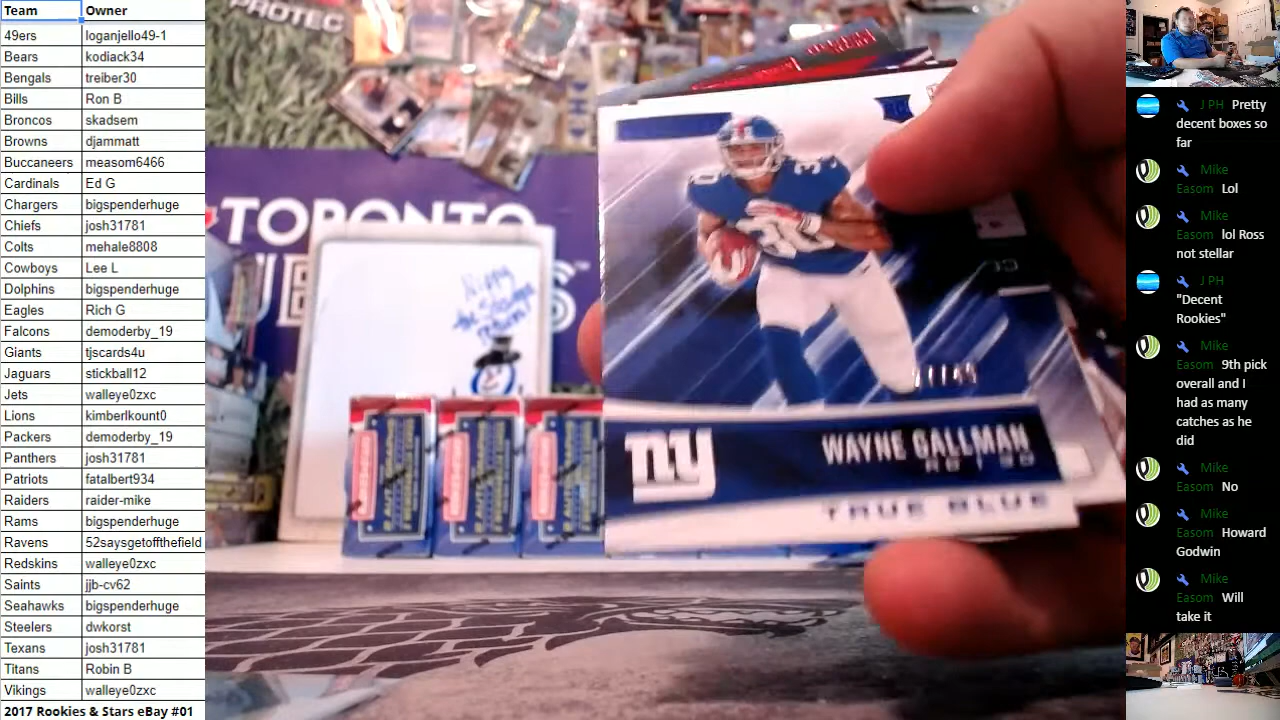 Team Owner
49ers loganjello49-1
Bears kodiack34
Bengals treiber30
Bills Ron B
Broncos skadsem
Browns djammatt
Buccaneers measom6466
Cardinals Ed G
Chargers bigspenderhuge
Chiefs josh31781
Colts mehale8808
Cowboys Lee L
Dolphins bigspenderhuge
Eagles Rich G
Falcons demoderby_19
Giants tjscards4u
Jaguars stickball12
Jets walleye0zxc
Lions kimberlkount0
Packers demoderby_19
Panthers josh31781
Patriots fatalbert934
Raiders raider-mike
Rams bigspenderhuge
Ravens 52saysgetoffthefield
Redskins walleye0zxc
Saints jjb-cv62
Seahawks bigspenderhuge
Steelers dwkorst
Texans josh31781
Titans Robin B
Vikings walleye0zxc
2017 Rookies & Stars eBay #01
PROTEC
TORONTO
30
30
ny
WAYNE GALLMAN
TRUE BLUE
J PH Pretty
decent boxes so
far
Mike
Easom Lol
Mike
Easom lol Ross
not stellar
J PH
"Decent
Rookies"
Mike
Easom 9th pick
overall and I
had as many
catches as he
did
Mike
Easom No
Mike
Easom Howard
Godwin
Mike
Easom Will
take it